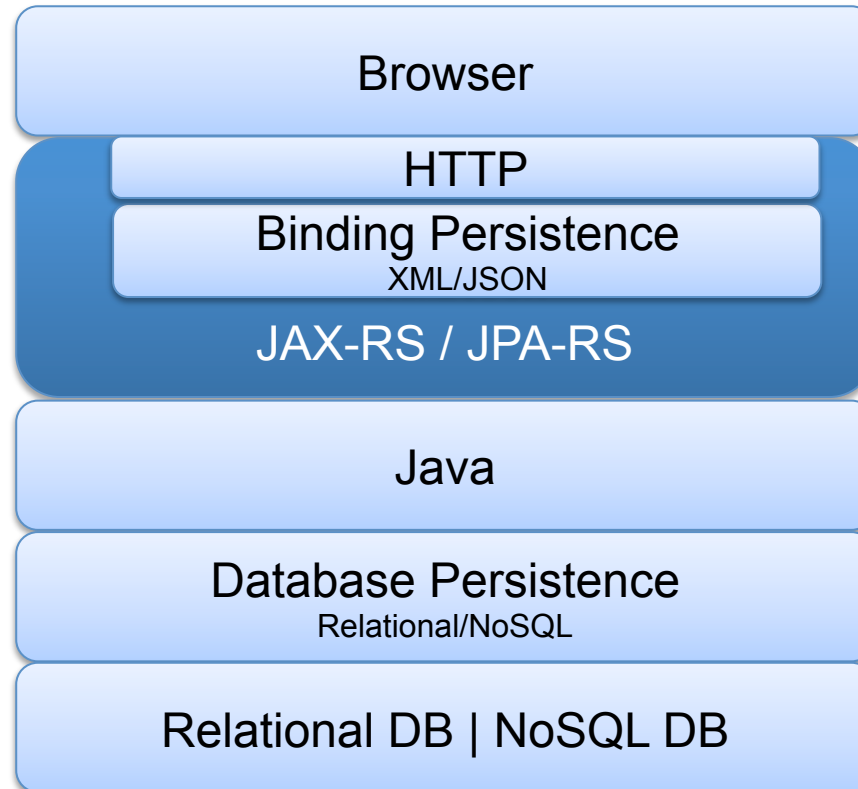 Browser
HTTP
Binding Persistence
XML/JSON
JAX-RS / JPA-RS
Java
Database Persistence
Relational/NoSQL
Relational DB | NoSQL DB